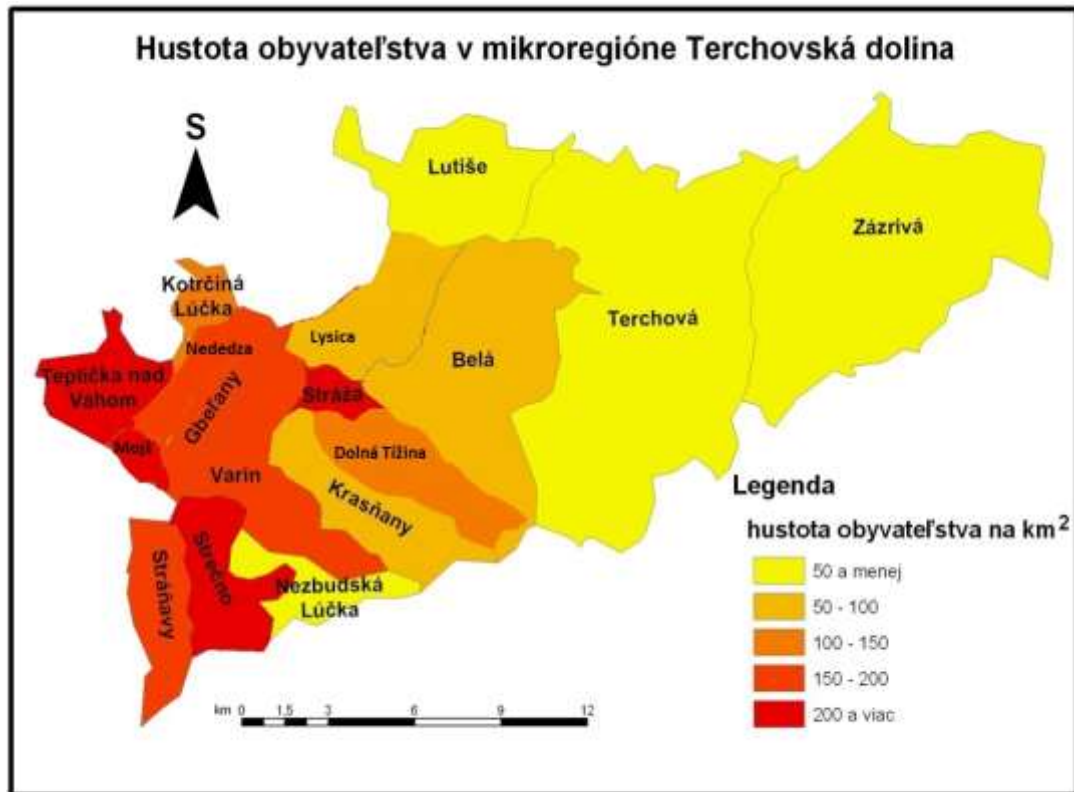 Hustota obyvateľstva v mikroregióne Terchovská dolina
S
Lutiše
Zázrivá
Kotrčiná
Lúčka
Terchová
Lysica
Nededza
Belá
Teplička nad
Váhom
Stráža
Gbeľany
Mojš
Dolná Tižina
Varín
Krasňany
Strečno
Stráňavy
Nezbudská
Lúčka
Legenda
hustota obyvateľstva na km²
50 a menej
50 - 100
100 - 150
150 - 200
200 a viac
km 0 1,5 3 6 9 12